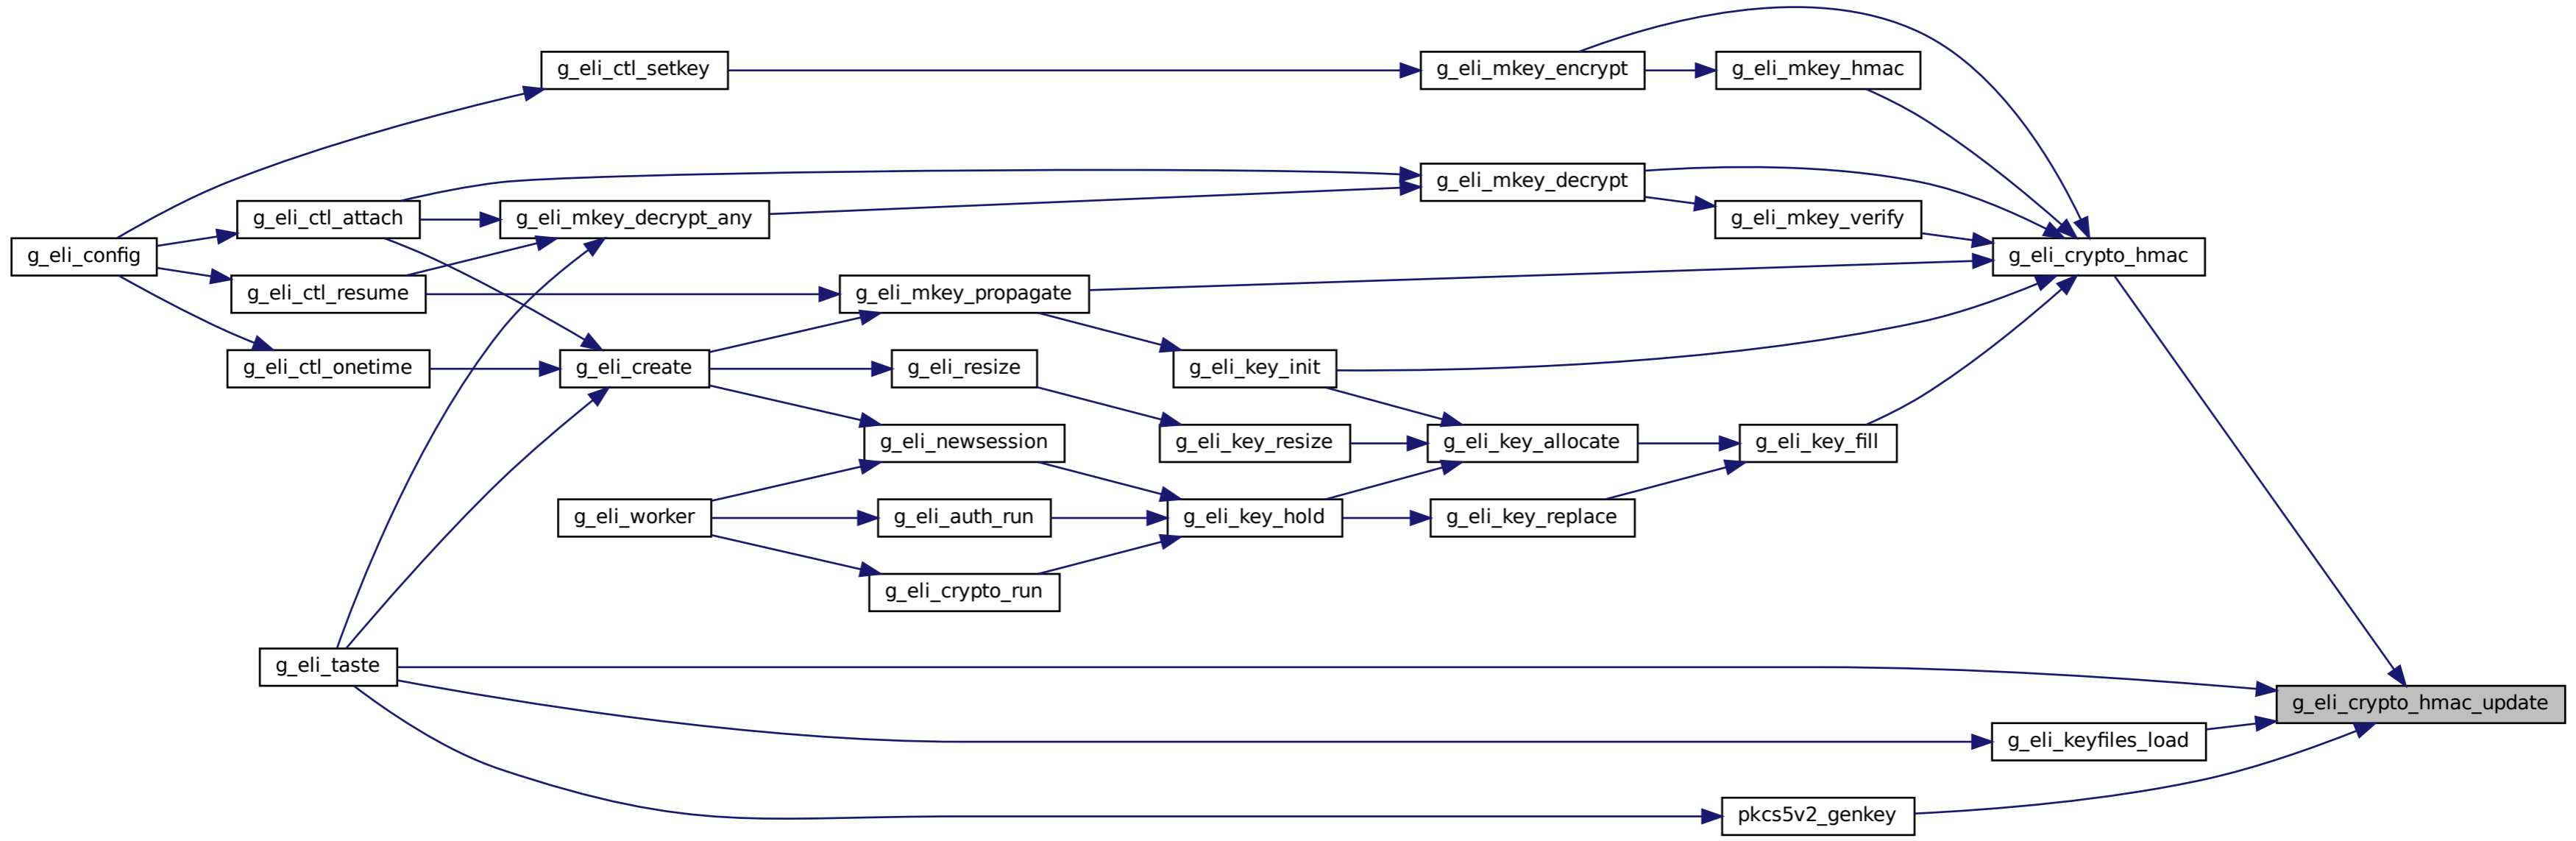 g_eli_ctl_setkey
g_eli_mkey_encrypt
g_eli_mkey_hmac
g_eli_mkey_decrypt
g_eli_ctl_attach
g_eli_mkey_decrypt_any
g_eli_mkey_verify
g_eli_config
g_eli_crypto_hmac
g_eli_ctl_resume
g_eli_mkey_propagate
g_eli_ctl_onetime
g_eli_create
g_eli_resize
g_eli_key_init
g_eli_newsession
g_eli_key_resize
g_eli_key_allocate
g_eli_key_fill
g_eli_worker
g_eli_auth_run
g_eli_key_hold
g_eli_key_replace
g_eli_crypto_run
g_eli_taste
g_eli_crypto_hmac_update
g_eli_keyfiles_load
pkcs5v2_genkey